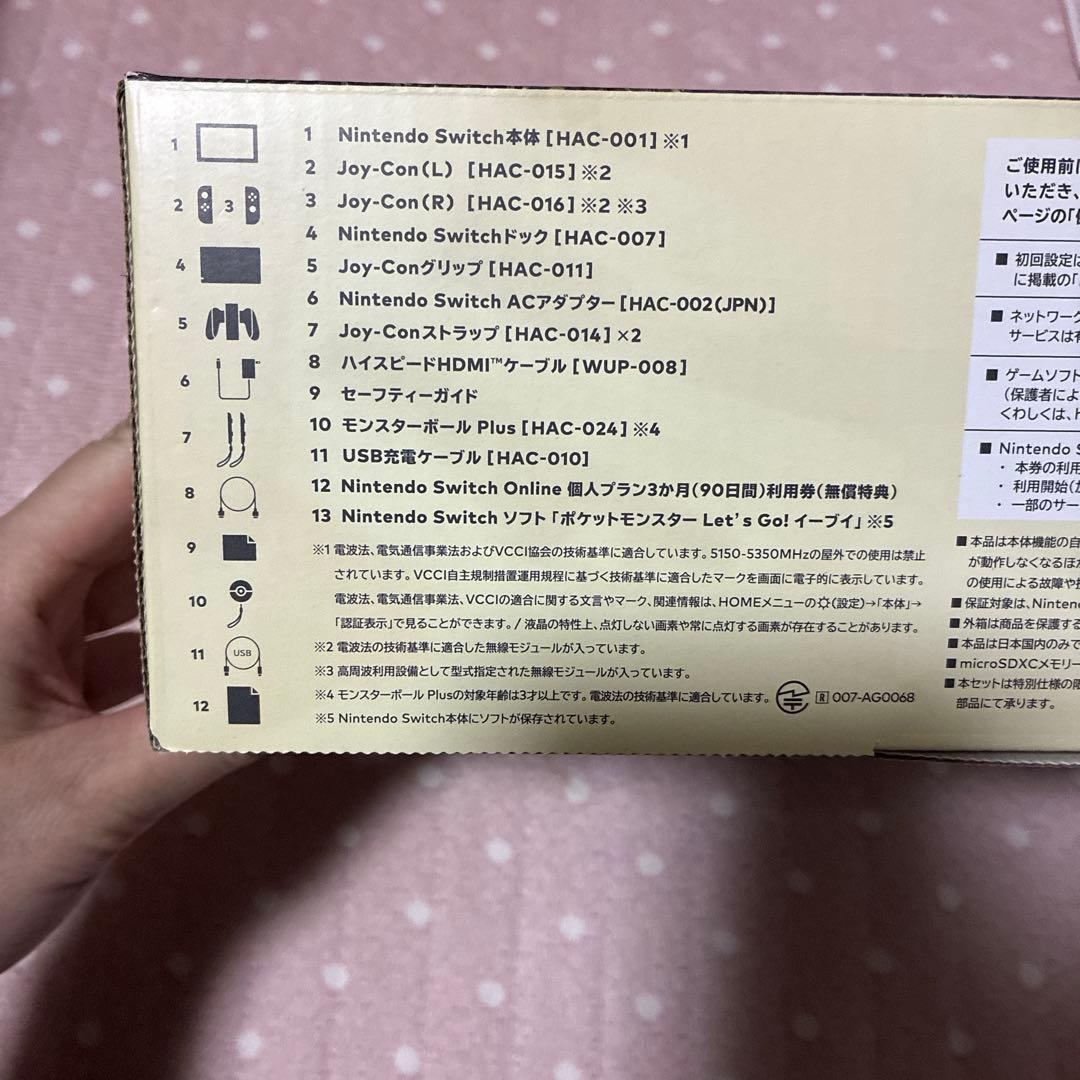 1 Nintendo Switch本体[HAC-001]※1
2 Joy-Con(L) [HAC-015]※2
3 Joy-Con(R) [HAC-016]※2 ※3
4 Nintendo Switchドック[HAC-007]
5 Joy-Conグリップ[HAC-011]
6 Nintendo Switch ACアダプター[HAC-002(JPN)]
7 Joy-Conストラップ[HAC-014]×2
8 ハイスピードHDMI™ケーブル[WUP-008]
9 セーフティーガイド
10 モンスターボール Plus[HAC-024]※4
11 USB充電ケーブル[HAC-010]
12 Nintendo Switch Online 個人プラン3か月(90日間)利用券(無償特典)
13 Nintendo Switch ソフト「ポケットモンスター Let's Go! イーブイ」※5
※1 電波法、電気通信事業法およびVCCI協会の技術基準に適合しています。5150-5350MHzの屋外での使用は禁止
されています。VCCI自主規制措置運用規程に基づく技術基準に適合したマークを画面に電子的に表示しています。
電波法、電気通信事業法、VCCIの適合に関する文言やマーク、関連情報は、HOMEメニューの(設定)→「本体」→
「認証表示」で見ることができます。/ 液晶の特性上、点灯しない画素や常に点灯する画素が存在することがあります。
※2 電波法の技術基準に適合した無線モジュールが入っています。
※3 高周波利用設備として型式指定された無線モジュールが入っています。
※4 モンスターボール Plusの対象年齢は3才以上です。電波法の技術基準に適合しています。 R 007-AG0068
※5 Nintendo Switch本体にソフトが保存されています。
1
2
3
4
5
6
7
8
9
10
11 USB
12
ご使用前に
いただき、
ページの「
■ 初回設定は
に掲載の「
■ ネットワーク
サービスは有
■ ゲームソフト
(保護者によ
くわしくは、h
■ Nintendo S
・ 本券の利用
・ 利用開始(
・ 一部のサー
■ 本品は本体機能の自
が動作しなくなるほか
の使用による故障や
■ 保証対象は、Ninten
■ 外箱は商品を保護する
■ 本品は日本国内のみで
■ microSDXCメモリー
■ 本セットは特別仕様の限
部品にて承ります。